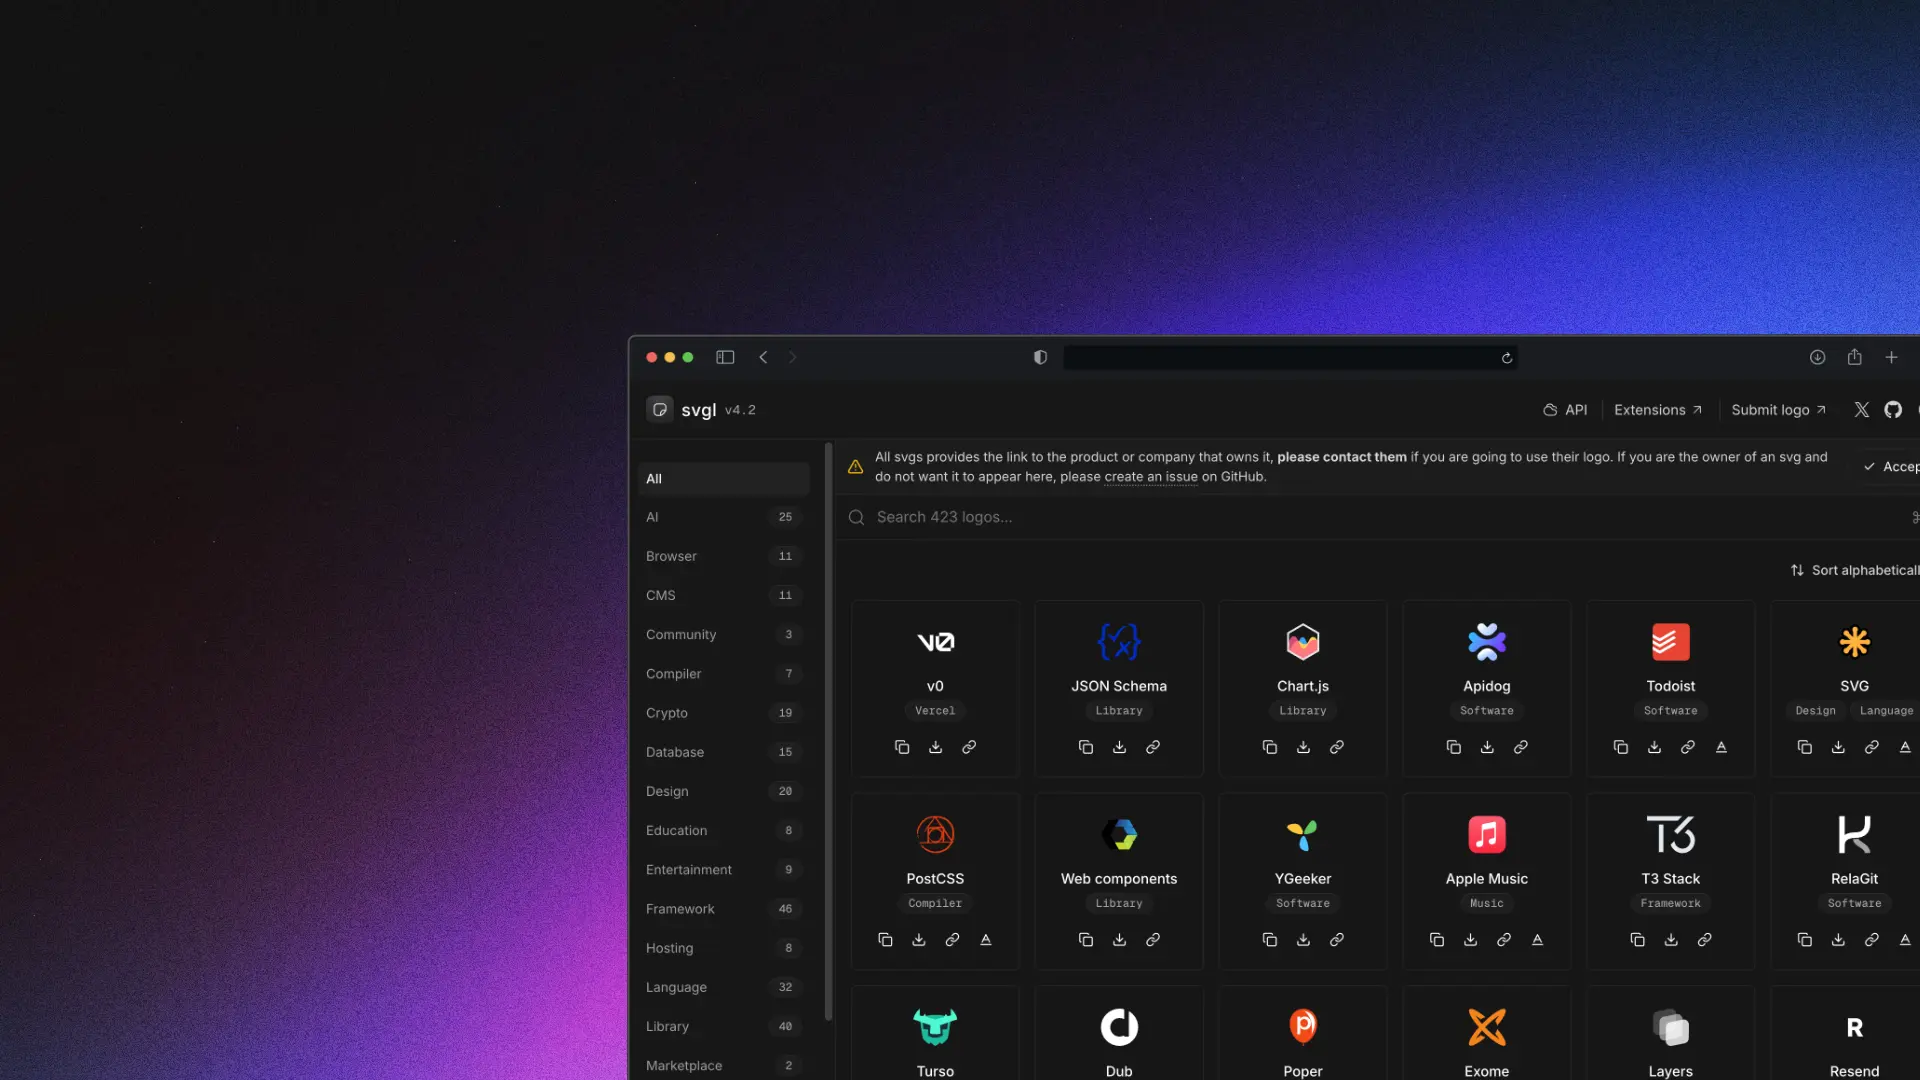 svgl v4.2
API
Extensions
Submit logo
All
AI 25
Browser 11
CMS 11
Community 3
Compiler 7
Crypto 19
Database 15
Design 20
Education 8
Entertainment 9
Framework 46
Hosting 8
Language 32
Library 40
Marketplace 2
All svgs provides the link to the product or company that owns it, please contact them if you are going to use their logo. If you are the owner of an svg and
do not want it to appear here, please create an issue on GitHub.
Accep
Search 423 logos...
Sort alphabeticall
v0
v0
Vercel
JSON Schema
Library
Chart.js
Library
Apidog
Software
Todoist
Software
SVG
Design Language
PostCSS
Compiler
Web components
Library
YGeeker
Software
Apple Music
Music
T3
T3 Stack
Framework
RelaGit
Software
Turso
Dub
Poper
Exome
Layers
R
Resend